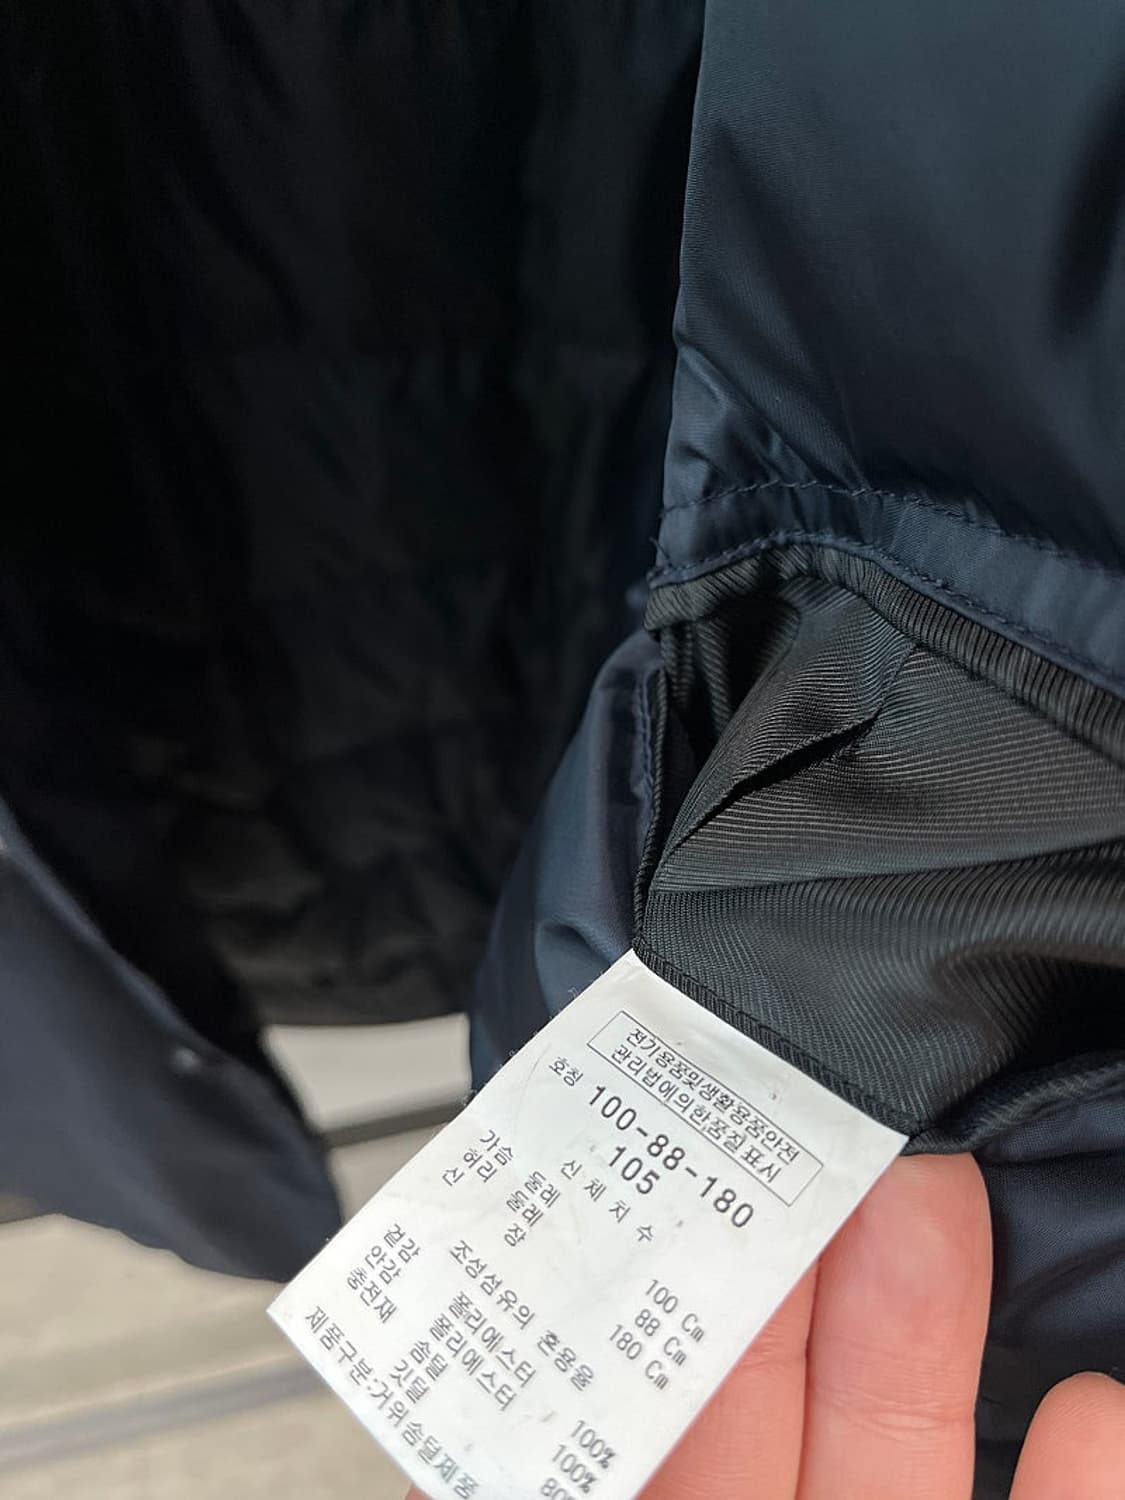 전기용품및생활용품안전
관리법에의한품질표시
호칭 100-88-180
105
신 체 치 수
가슴 둘레 100 Cm
허리 둘레 88 Cm
신 장 180 Cm
조성섬유의 혼용율
겉감 폴리에스터 100%
안감 폴리에스터 100%
충전재 솜털
깃털
제품구분:거위솜털제품